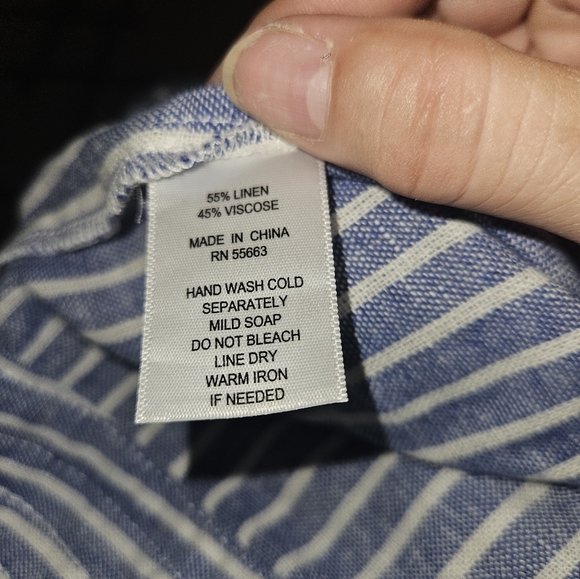 55% LINEN
45% VISCOSE
MADE IN CHINA
RN 55663
HAND WASH COLD
SEPARATELY
MILD SOAP
DO NOT BLEACH
LINE DRY
WARM IRON
IF NEEDED